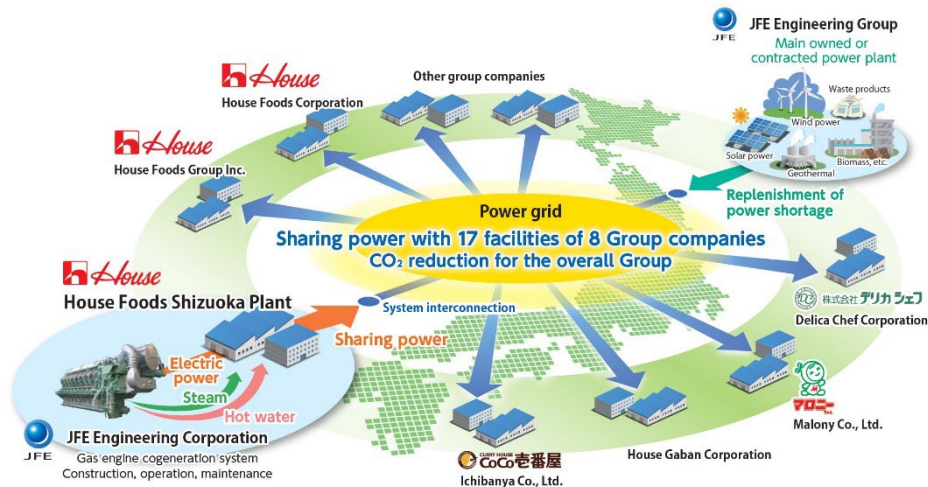 JFE
JFE Engineering Group
Main owned or
contracted power plant
Waste products
Wind power
Solar power
Biomass, etc.
Geothermal
Replenishment of
power shortage
House
House Foods Corporation
Other group companies
House
House Foods Group Inc.
Power grid
Sharing power with 17 facilities of 8 Group companies
CO₂ reduction for the overall Group
House
House Foods Shizuoka Plant
System interconnection
Sharing power
Electric
power
Steam
Hot water
JFE
JFE Engineering Corporation
Gas engine cogeneration system
Construction, operation, maintenance
株式会社デリカシェフ
Delica Chef Corporation
マロニー
Malony Co., Ltd.
House Gaban Corporation
CURRY HOUSE
CoCo壱番屋
Ichibanya Co., Ltd.